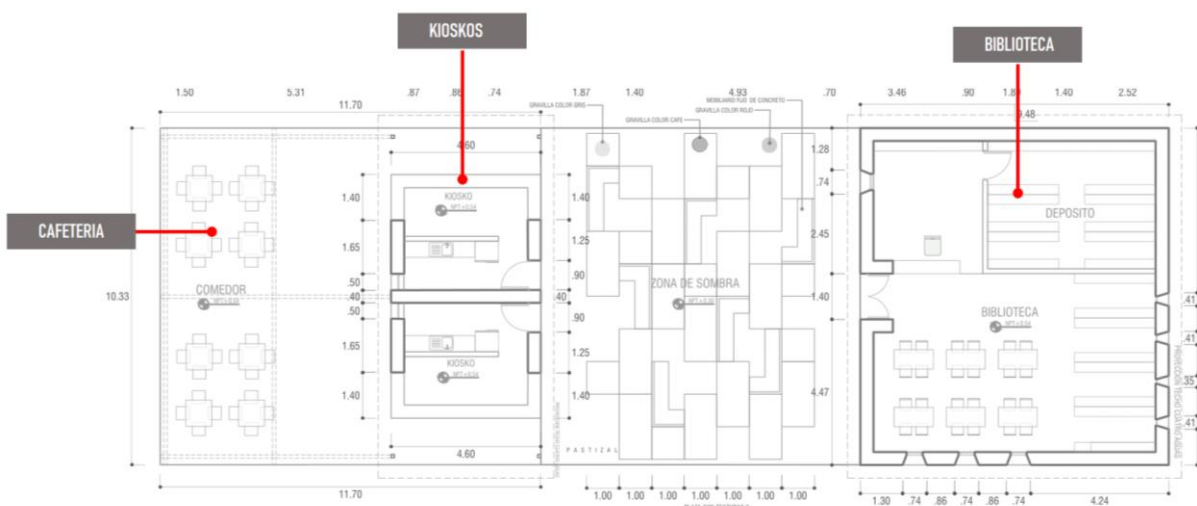 KIOSKOS
BIBLIOTECA
1.50 5.31 .87 .86 .74 1.87 1.40 4.93 .70 3.46 .90 1.40 2.52
11.70
9.48
MOBILIARIO FIJO DE CONCRETO
GRAVILLA COLOR GRIS
GRAVILLA COLOR ROJO
GRAVILLA COLOR CAFE
4.60
1.28
.74
1.40
KIOSKO
NPT.+0.54
1.40
DEPOSITO
CAFETERIA
1.65
1.25
2.45
COMEDOR
ZONA DE SOMBRA
.50
.90
10.33
.40
.40
1.40
.41
.50
.90
BIBLIOTECA
1.65
1.25
.41
KIOSKO
NPT.+0.54
.35
1.40
1.40
4.47
.41
PASTIZAL
4.60
11.70
1.00 1.00 1.00 1.00 1.00 1.00 1.00
1.30 .74 .86 .74 .86 .74 4.24